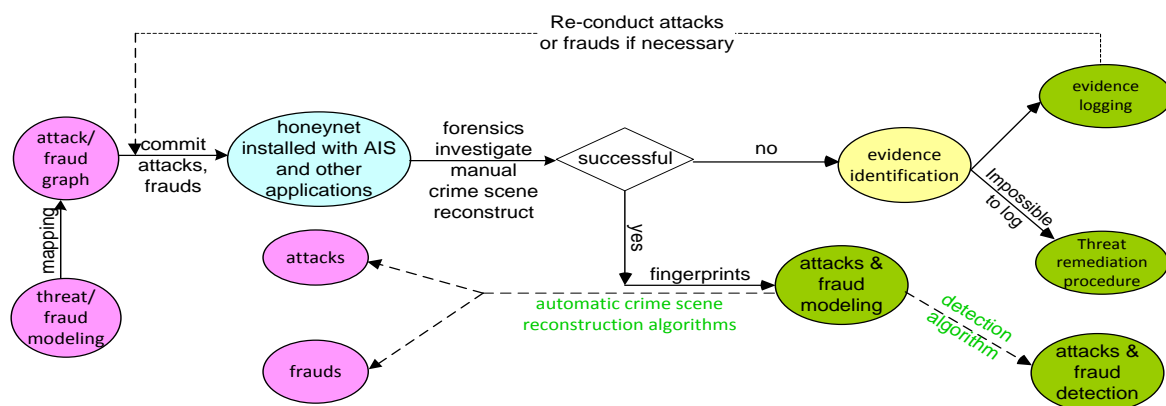 Re-conduct attacks
or frauds if necessary
evidence
logging
attack/
fraud
graph
commit
attacks,
frauds
honeynet
installed with AIS
and other
applications
forensics
investigate
manual
crime scene
reconstruct
successful
no
evidence
identification
Impossible
to log
mapping
yes
threat/
fraud
modeling
attacks
fingerprints
attacks &
fraud
modeling
Threat
remediation
procedure
automatic crime scene
reconstruction algorithms
detection
algorithm
frauds
attacks &
fraud
detection